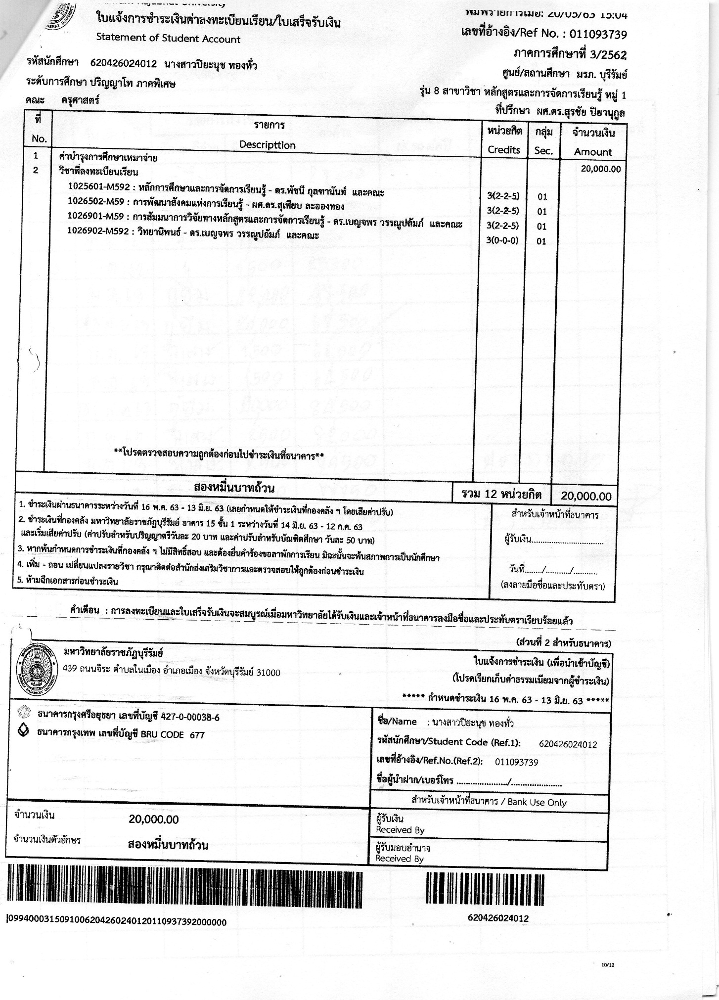 ใบแจ้งการชำระเงินค่าลงทะเบียนเรียน/ใบเสร็จรับเงิน
Statement of Student Account
เลขที่อ้างอิง/Ref No. : 011093739
ภาคการศึกษาที่ 3/2562
รหัสนักศึกษา 620426024012 นางสาวปิยะนุช ทองทั่ว
ศูนย์/สถานศึกษา มรภ. บุรีรัมย์
ระดับการศึกษา ปริญญาโท ภาคพิเศษ
รุ่น 8 สาขาวิชา หลักสูตรและการจัดการเรียนรู้ หมู่ 1
คณะ ครุศาสตร์
ที่ปรึกษา ผศ.ดร.สุรชัย ปิยานุกูล
ที่ รายการ หน่วยกิต กลุ่ม จำนวนเงิน
No. Descripttion Credits Sec. Amount
1 ค่าบำรุงการศึกษาเหมาจ่าย 20,000.00
2 วิชาที่ลงทะเบียนเรียน
1025601-M592 : หลักการศึกษาและการจัดการเรียนรู้ - ดร.พัชนี กุลฑานันท์ และคณะ 3(2-2-5) 01
1026502-M59 : การพัฒนาสังคมแห่งการเรียนรู้ - ผศ.ดร.สุเทียบ ละอองทอง 3(2-2-5) 01
1026901-M59 : การสัมมนาการวิจัยทางหลักสูตรและการจัดการเรียนรู้ - ดร.เบญจพร วรรณูปถัมภ์ และคณะ 3(2-2-5) 01
1026902-M592 : วิทยานิพนธ์ - ดร.เบญจพร วรรณูปถัมภ์ และคณะ 3(0-0-0) 01
**โปรดตรวจสอบความถูกต้องก่อนไปชำระเงินที่ธนาคาร**
สองหมื่นบาทถ้วน รวม 12 หน่วยกิต 20,000.00
1. ชำระเงินผ่านธนาคารระหว่างวันที่ 16 พ.ค. 63 - 13 มิ.ย. 63 (เลยกำหนดให้ชำระเงินที่กองคลัง ฯ โดยเสียค่าปรับ)
2. ชำระเงินที่กองคลัง มหาวิทยาลัยราชภัฏบุรีรัมย์ อาคาร 15 ชั้น 1 ระหว่างวันที่ 14 มิ.ย. 63 - 12 ก.ค. 63
และเริ่มเสียค่าปรับ (ค่าปรับสำหรับปริญญาตรีวันละ 20 บาท และค่าปรับสำหรับบัณฑิตศึกษา วันละ 50 บาท)
3. หากพ้นกำหนดการชำระเงินที่กองคลัง ฯ ไม่มีสิทธิ์สอบ และต้องยื่นคำร้องขอลาพักการเรียน มิฉะนั้นจะพ้นสภาพการเป็นนักศึกษา
4. เพิ่ม - ถอน เปลี่ยนแปลงรายวิชา กรุณาติดต่อสำนักส่งเสริมวิชาการและตรวจสอบให้ถูกต้องก่อนชำระเงิน
5. ห้ามฉีกเอกสารก่อนชำระเงิน
สำหรับเจ้าหน้าที่ธนาคาร
ผู้รับเงิน..............................
วันที่......../.........../...........
(ลงลายมือชื่อและประทับตรา)
คำเตือน : การลงทะเบียนและใบเสร็จรับเงินจะสมบูรณ์เมื่อมหาวิทยาลัยได้รับเงินและเจ้าหน้าที่ธนาคารลงมือชื่อและประทับตราเรียบร้อยแล้ว
(ส่วนที่ 2 สำหรับธนาคาร)
มหาวิทยาลัยราชภัฏบุรีรัมย์
439 ถนนจิระ ตำบลในเมือง อำเภอเมือง จังหวัดบุรีรัมย์ 31000
ใบแจ้งการชำระเงิน (เพื่อนำเข้าบัญชี)
(โปรดเรียกเก็บค่าธรรมเนียมจากผู้ชำระเงิน)
***** กำหนดชำระเงิน 16 พ.ค. 63 - 13 มิ.ย. 63 *****
ธนาคารกรุงศรีอยุธยา เลขที่บัญชี 427-0-00038-6
ธนาคารกรุงเทพ เลขที่บัญชี BRU CODE 677
ชื่อ/Name : นางสาวปิยะนุช ทองทั่ว
รหัสนักศึกษา/Student Code (Ref.1): 620426024012
เลขที่อ้างอิง/Ref.No.(Ref.2): 011093739
ชื่อผู้นำฝาก/เบอร์โทร ....................../......................
สำหรับเจ้าหน้าที่ธนาคาร / Bank Use Only
จำนวนเงิน 20,000.00
จำนวนเงินตัวอักษร สองหมื่นบาทถ้วน
ผู้รับเงิน
Received By
ผู้รับมอบอำนาจ
Received By
|0994000315091006204260240120110937392000000
620426024012
10/12